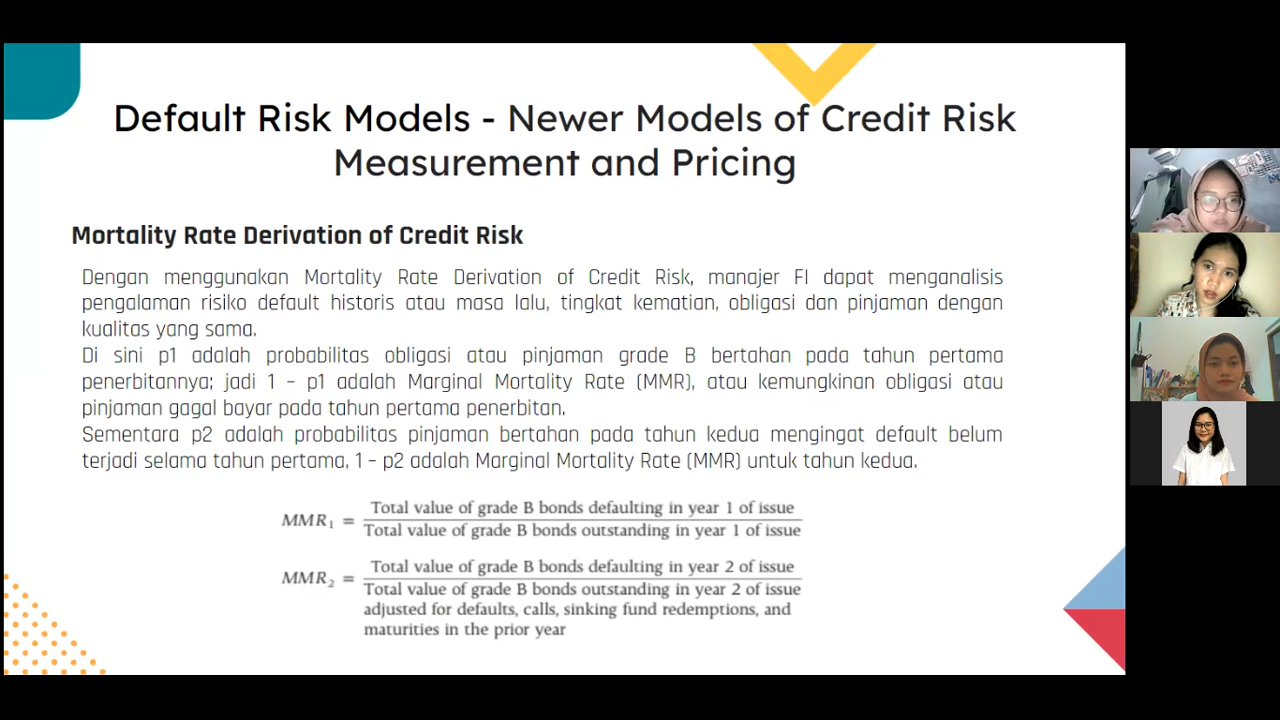 Default Risk Models - Newer Models of Credit Risk
Measurement and Pricing
Mortality Rate Derivation of Credit Risk
Dengan menggunakan Mortality Rate Derivation of Credit Risk, manajer FI dapat menganalisis
pengalaman risiko default historis atau masa lalu, tingkat kematian, obligasi dan pinjaman dengan
kualitas yang sama.
Di sini p1 adalah probabilitas obligasi atau pinjaman grade B bertahan pada tahun pertama
penerbitannya; jadi 1 – p1 adalah Marginal Mortality Rate (MMR), atau kemungkinan obligasi atau
pinjaman gagal bayar pada tahun pertama penerbitan.
Sementara p2 adalah probabilitas pinjaman bertahan pada tahun kedua mengingat default belum
terjadi selama tahun pertama, 1 – p2 adalah Marginal Mortality Rate (MMR) untuk tahun kedua.
MMR₁ = Total value of grade B bonds defaulting in year 1 of issue
Total value of grade B bonds outstanding in year 1 of issue
MMR₂ = Total value of grade B bonds defaulting in year 2 of issue
Total value of grade B bonds outstanding in year 2 of issue
adjusted for defaults, calls, sinking fund redemptions, and
maturities in the prior year